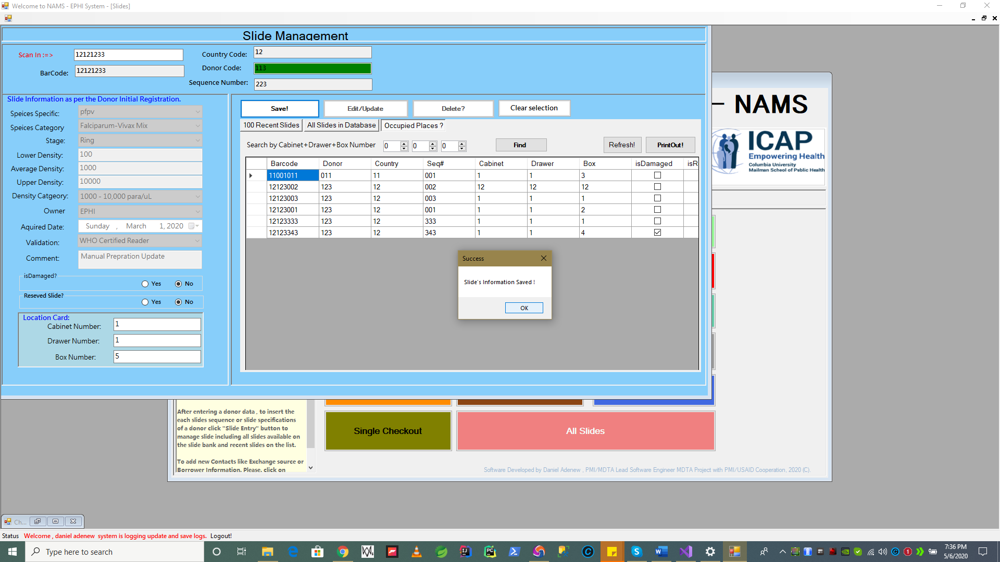 Welcome to NAMS - EPHI System - [Slides]
Slide Management
Scan In :=> 12121233
BarCode: 12121233
Country Code: 12
Donor Code: 113
Sequence Number: 223
Slide Information as per the Donor Initial Registration.
Speices Specific: pfpv
Speices Category Falciparum-Vivax Mix
Stage: Ring
Lower Density: 100
Average Density: 1000
Upper Density: 10000
Density Catgeory: 1000 - 10,000 para/uL
Owner EPHI
Aquired Date: Sunday , March 1, 2020
Validation: WHO Certified Reader
Comment: Manual Prepration Update
isDamaged?
Yes No
Reseved Slide?
Yes No
Location Card:
Cabinet Number: 1
Drawer Number: 1
Box Number: 5
Save! Edit/Update Delete? Clear selection
100 Recent Slides All Slides in Database Occupied Places ?
Search by Cabinet+Drawer+Box Number 0 0 0 Find Refresh! PrintOut!
Barcode Donor Country Seq# Cabinet Drawer Box isDamaged isR
11001011 011 11 001 1 1 3
12123002 123 12 002 12 12 12
12123003 123 12 003 1 1 1
12123001 123 12 001 1 1 2
12123333 123 12 333 1 1 1
12123343 123 12 343 1 1 4
Success
Slide's Information Saved !
OK
– NAMS
ICAP
Empowering Health
Columbia University
Mailman School of Public Health
After entering a donor data , to insert the
each slides sequence or slide specifications
of a donor click "Slide Entry" button to
manage slide including all slides available on
the slide bank and recent slides on the list.
To add new Contacts like Exchange source or
Borrower Information. Please. click on
Single Checkout
All Slides
Software Developed by Daniel Adenew , PMI/MDTA Lead Software Engineer MDTA Project with PMI/USAID Cooperation, 2020 (C).
Ch...
Status Welcome , daniel adenew system is logging update and save logs. Logout!
Type here to search
7:36 PM
5/6/2020